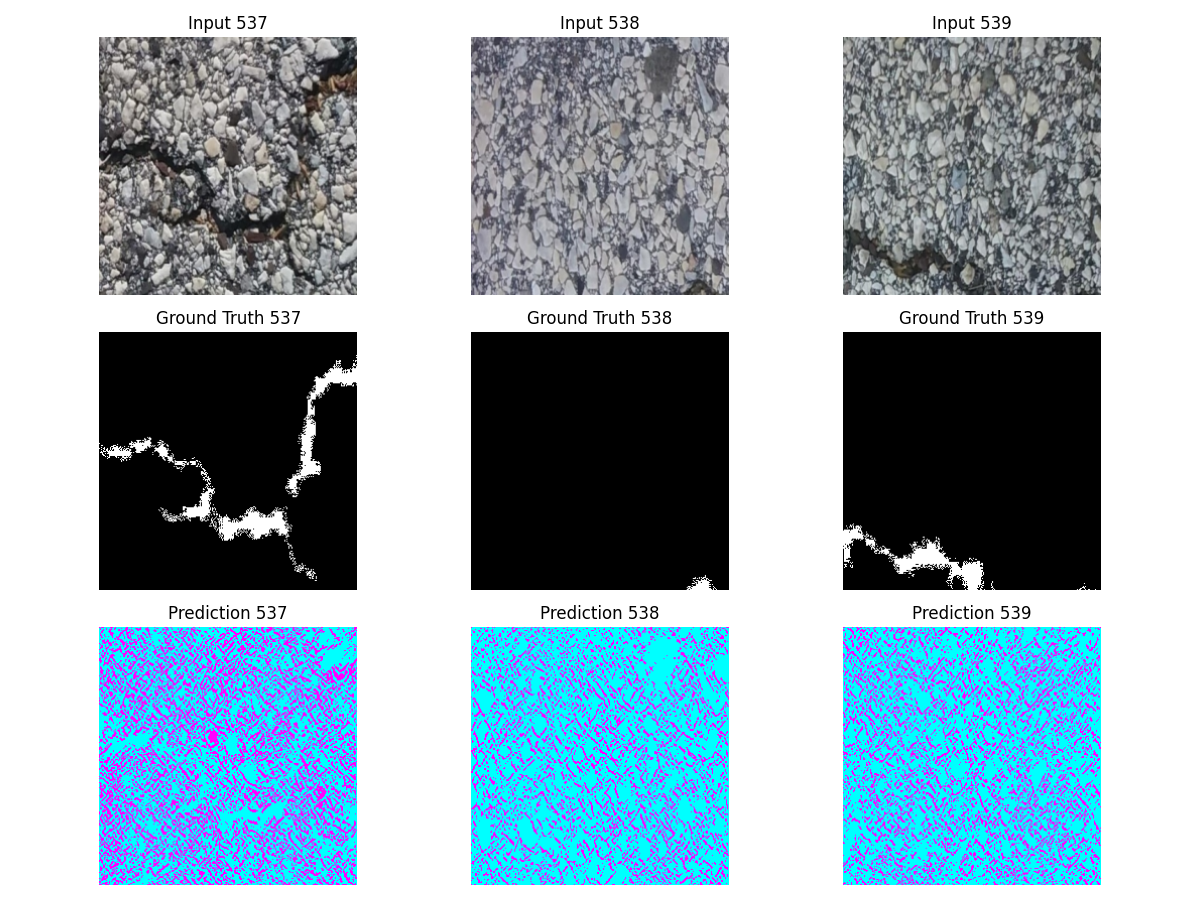 Input 537
Input 538
Input 539
Ground Truth 537
Ground Truth 538
Ground Truth 539
Prediction 537
Prediction 538
Prediction 539